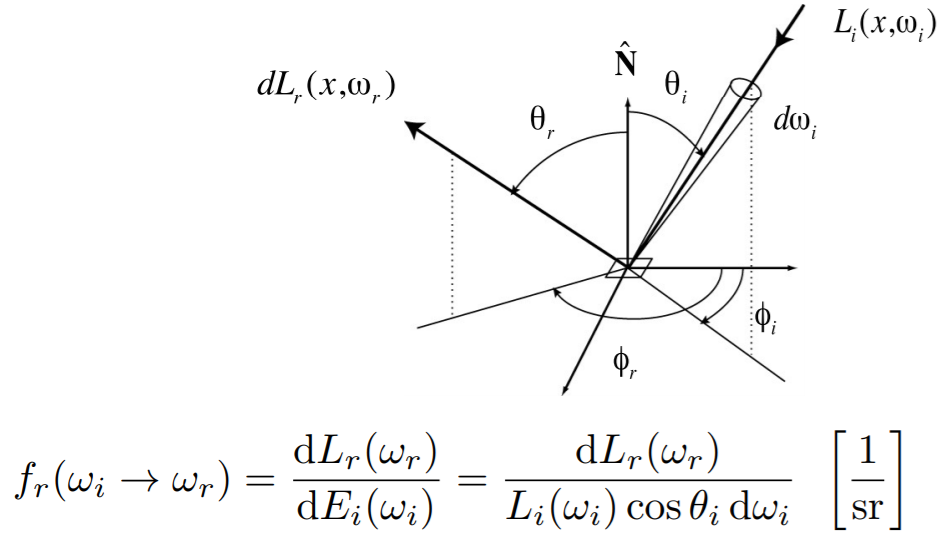 L_i(x,ω_i)
N̂
dL_r(x,ω_r)
θ_i
θ_r
dω_i
ϕ_i
ϕ_r
f_r(ω_i → ω_r) = dL_r(ω_r) / dE_i(ω_i) = dL_r(ω_r) / L_i(ω_i) cos θ_i dω_i [1/sr]